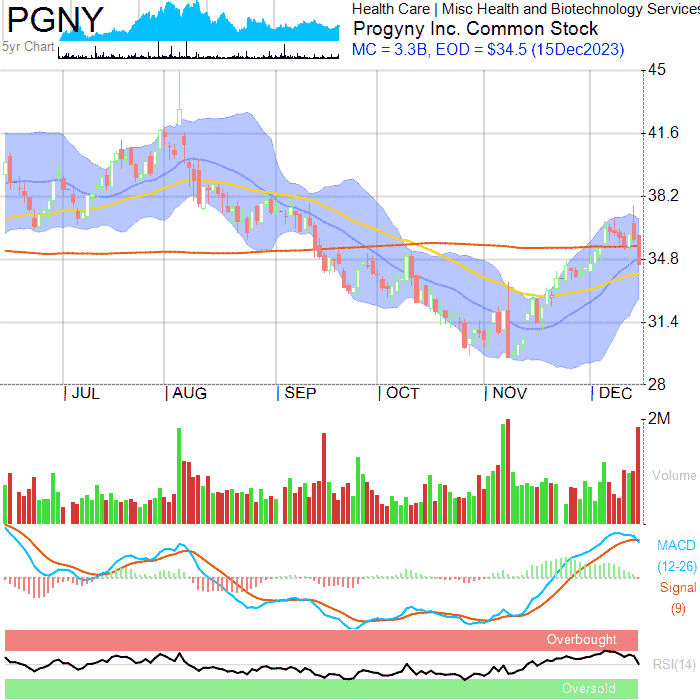 PGNY
5yr Chart
Health Care | Misc Health and Biotechnology Services
Progyny Inc. Common Stock
MC = 3.3B, EOD = $34.5 (15Dec2023)
45
41.6
38.2
34.8
31.4
28
| JUL | AUG | SEP | OCT | NOV | DEC
2M
Volume
MACD
(12-26)
Signal
(9)
Overbought
RSI(14)
Oversold